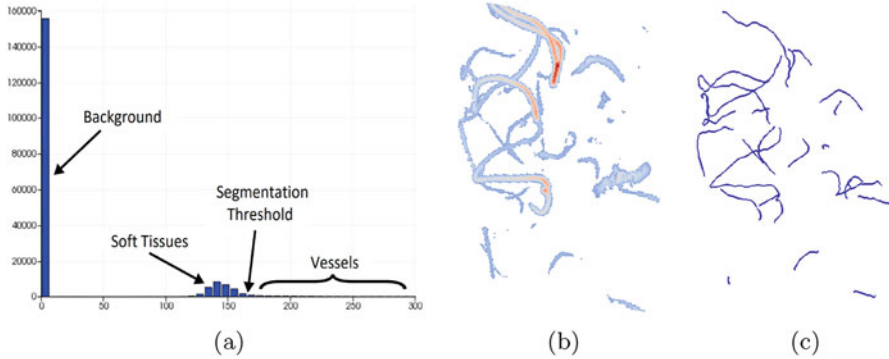 160000
140000
120000
100000
80000
60000
40000
20000
0
0
50
100
150
200
250
300
Background
Soft Tissues
Segmentation
Threshold
Vessels
(a)
(b)
(c)